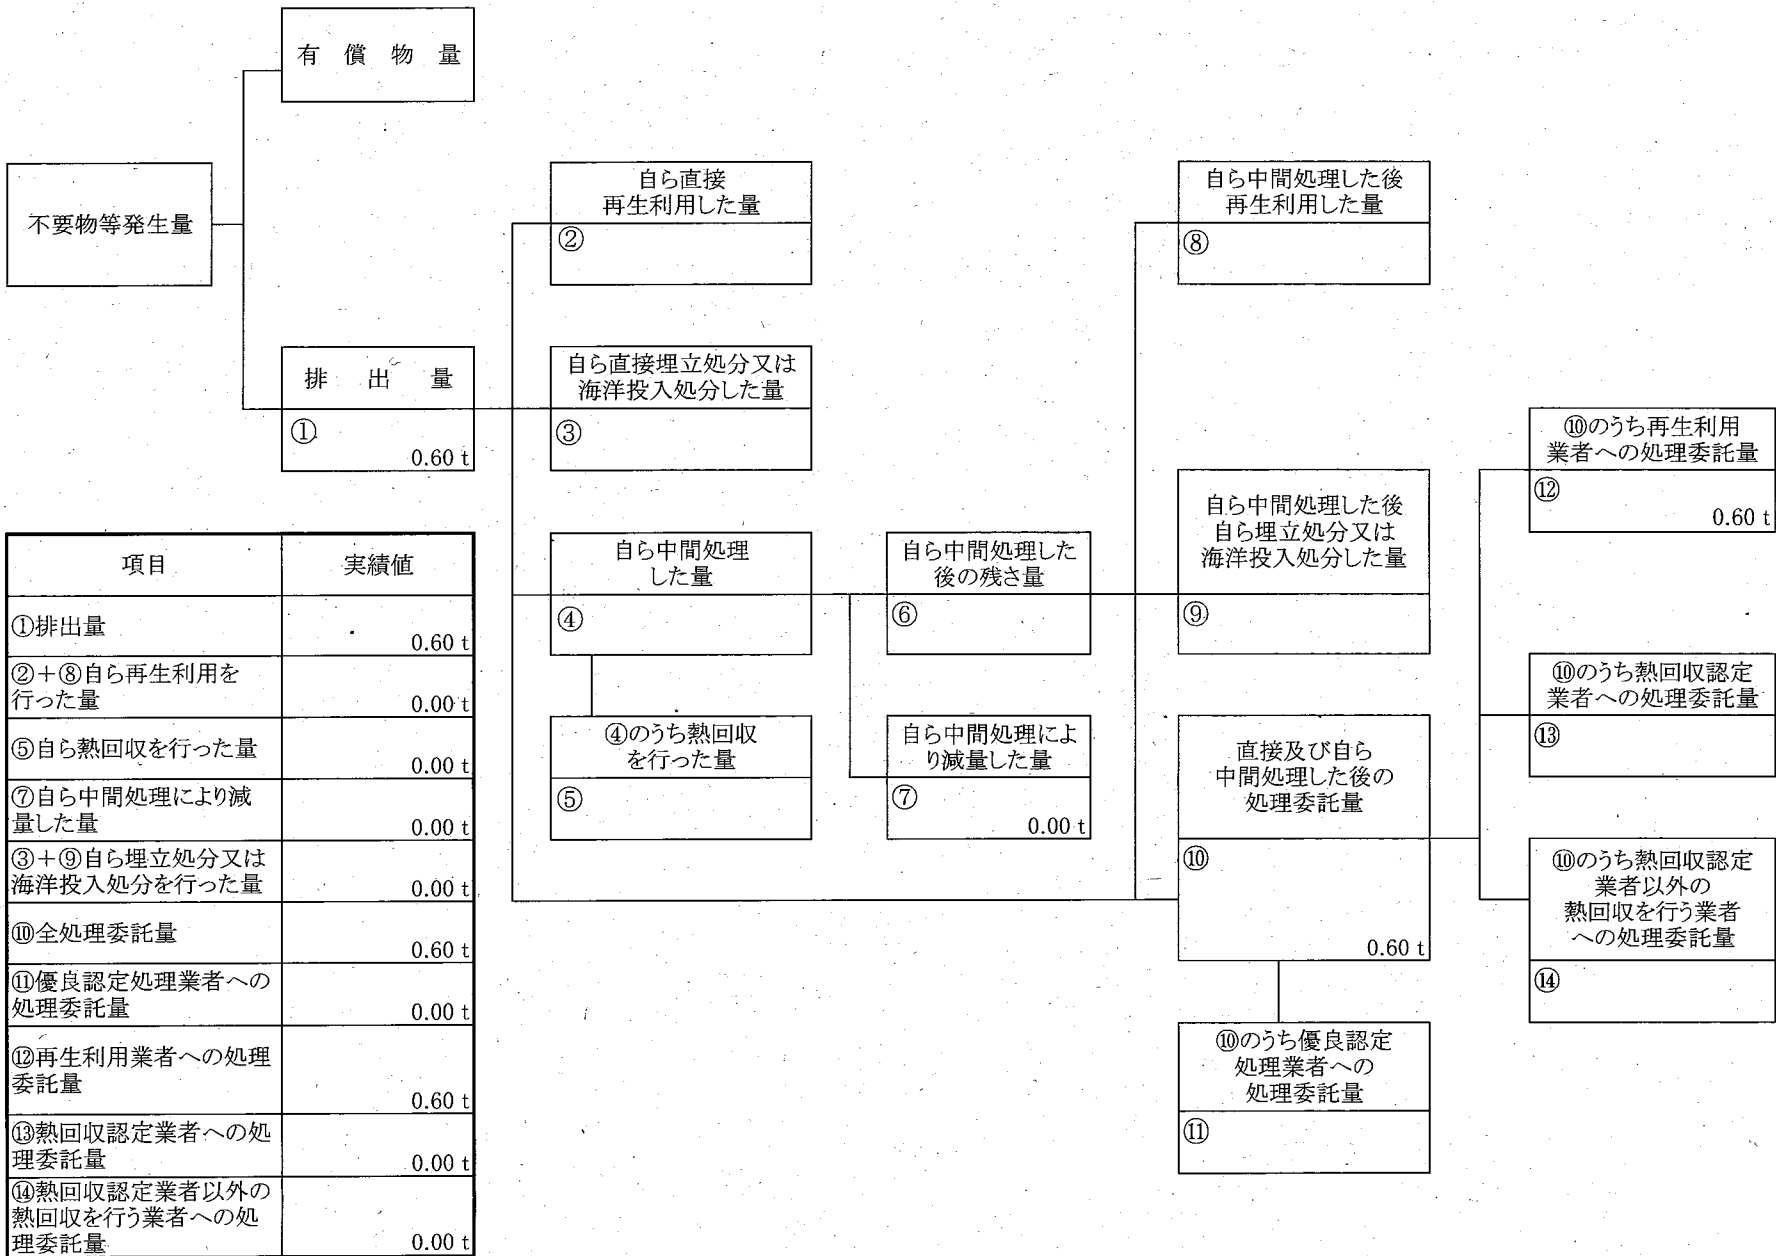 有償物量
不要物等発生量
排出量
①
0.60 t
自ら直接
再生利用した量
②
自ら直接埋立処分又は
海洋投入処分した量
③
自ら中間処理
した量
④
④のうち熱回収
を行った量
⑤
自ら中間処理した
後の残さ量
⑥
自ら中間処理によ
り減量した量
⑦
0.00 t
自ら中間処理した後
再生利用した量
⑧
自ら中間処理した後
自ら埋立処分又は
海洋投入処分した量
⑨
直接及び自ら
中間処理した後の
処理委託量
⑩
0.60 t
⑩のうち優良認定
処理業者への
処理委託量
⑪
⑩のうち再生利用
業者への処理委託量
⑫
0.60 t
⑩のうち熱回収認定
業者への処理委託量
⑬
⑩のうち熱回収認定
業者以外の
熱回収を行う業者
への処理委託量
⑭
項目 実績値
①排出量
0.60 t
②+⑧自ら再生利用を
行った量 0.00 t
⑤自ら熱回収を行った量
0.00 t
⑦自ら中間処理により減
量した量 0.00 t
③+⑨自ら埋立処分又は
海洋投入処分を行った量 0.00 t
⑩全処理委託量
0.60 t
⑪優良認定処理業者への
処理委託量 0.00 t
⑫再生利用業者への処理
委託量
0.60 t
⑬熱回収認定業者への処
理委託量 0.00 t
⑭熱回収認定業者以外の
熱回収を行う業者への処
理委託量 0.00 t